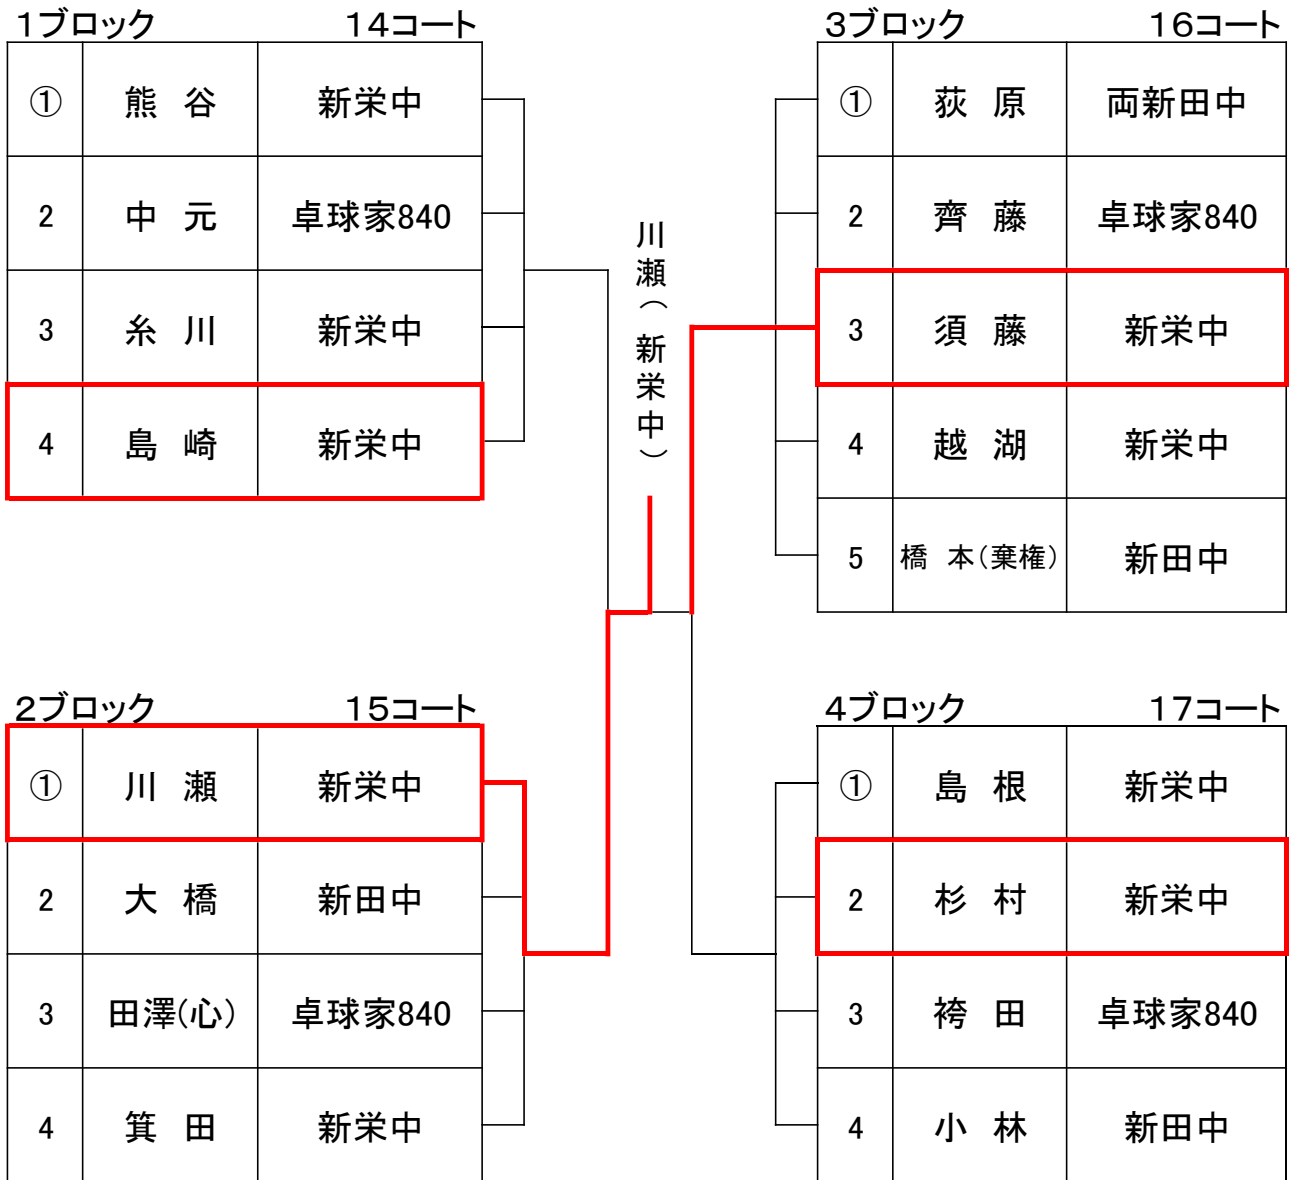 1ブロック 14コート
① 熊 谷 新栄中
2 中 元 卓球家840
3 糸 川 新栄中
4 島 崎 新栄中
2ブロック 15コート
① 川 瀬 新栄中
2 大 橋 新田中
3 田澤(心) 卓球家840
4 箕 田 新栄中
川瀬(新栄中)
3ブロック 16コート
① 荻 原 両新田中
2 齊 藤 卓球家840
3 須 藤 新栄中
4 越 湖 新栄中
5 橋 本(棄権) 新田中
4ブロック 17コート
① 島 根 新栄中
2 杉 村 新栄中
3 袴 田 卓球家840
4 小 林 新田中